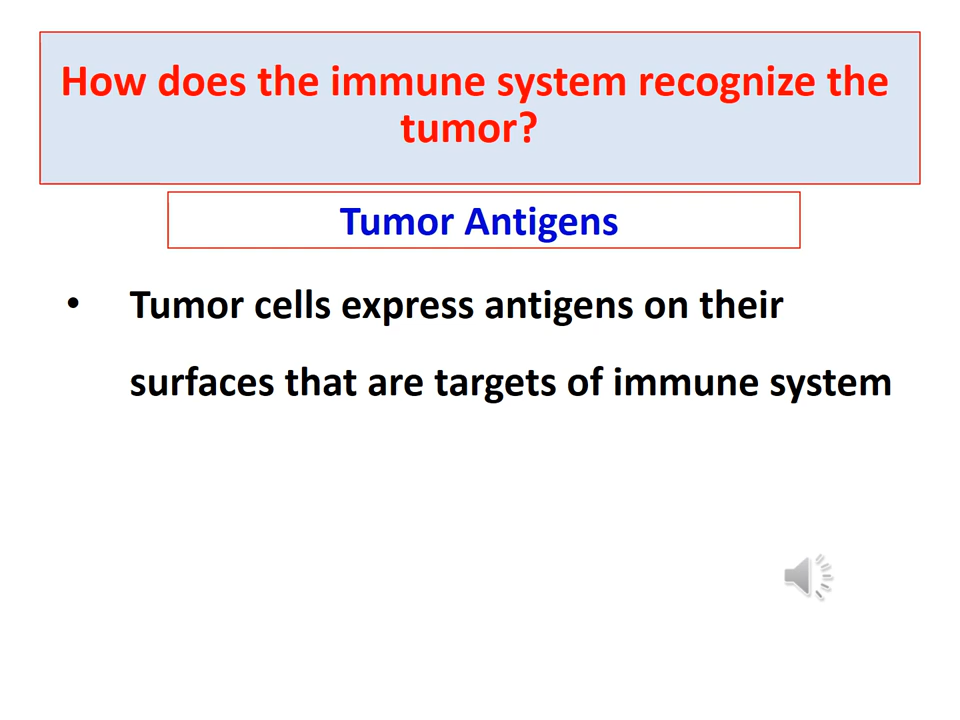 How does the immune system recognize the
tumor?
Tumor Antigens
• Tumor cells express antigens on their
surfaces that are targets of immune system